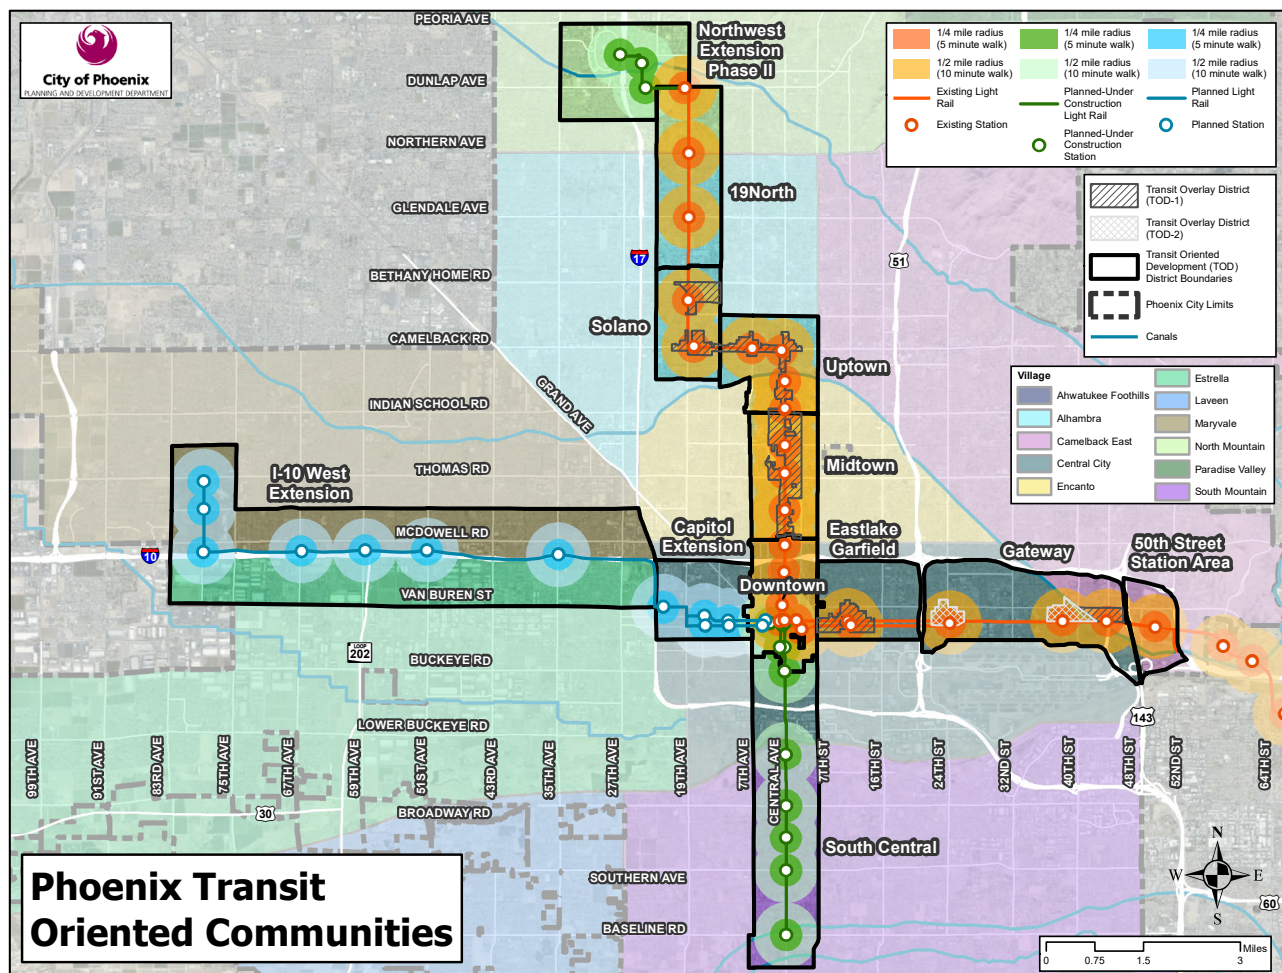 City of Phoenix
PLANNING AND DEVELOPMENT DEPARTMENT
PEORIA AVE
DUNLAP AVE
NORTHERN AVE
GLENDALE AVE
BETHANY HOME RD
CAMELBACK RD
INDIAN SCHOOL RD
THOMAS RD
MCDOWELL RD
VAN BUREN ST
BUCKEYE RD
LOWER BUCKEYE RD
BROADWAY RD
SOUTHERN AVE
BASELINE RD
GRAND AVE
Northwest
Extension
Phase II
19North
Solano
Uptown
Midtown
I-10 West
Extension
Capitol
Extension
Downtown
Eastlake
Garfield
Gateway
50th Street
Station Area
South Central
17
51
10
LOOP
202
143
30
60
99TH AVE
91ST AVE
83RD AVE
75TH AVE
67TH AVE
59TH AVE
51ST AVE
43RD AVE
35TH AVE
27TH AVE
19TH AVE
7TH AVE
CENTRAL AVE
7TH ST
16TH ST
24TH ST
32ND ST
40TH ST
48TH ST
52ND ST
64TH ST
1/4 mile radius
(5 minute walk)
1/2 mile radius
(10 minute walk)
Existing Light
Rail
Existing Station
1/4 mile radius
(5 minute walk)
1/2 mile radius
(10 minute walk)
Planned-Under
Construction
Light Rail
Planned-Under
Construction
Station
1/4 mile radius
(5 minute walk)
1/2 mile radius
(10 minute walk)
Planned Light
Rail
Planned Station
Transit Overlay District
(TOD-1)
Transit Overlay District
(TOD-2)
Transit Oriented
Development (TOD)
District Boundaries
Phoenix City Limits
Canals
Village
Ahwatukee Foothills
Alhambra
Camelback East
Central City
Encanto
Estrella
Laveen
Maryvale
North Mountain
Paradise Valley
South Mountain
Phoenix Transit
Oriented Communities
N
W E
S
Miles
0 0.75 1.5 3